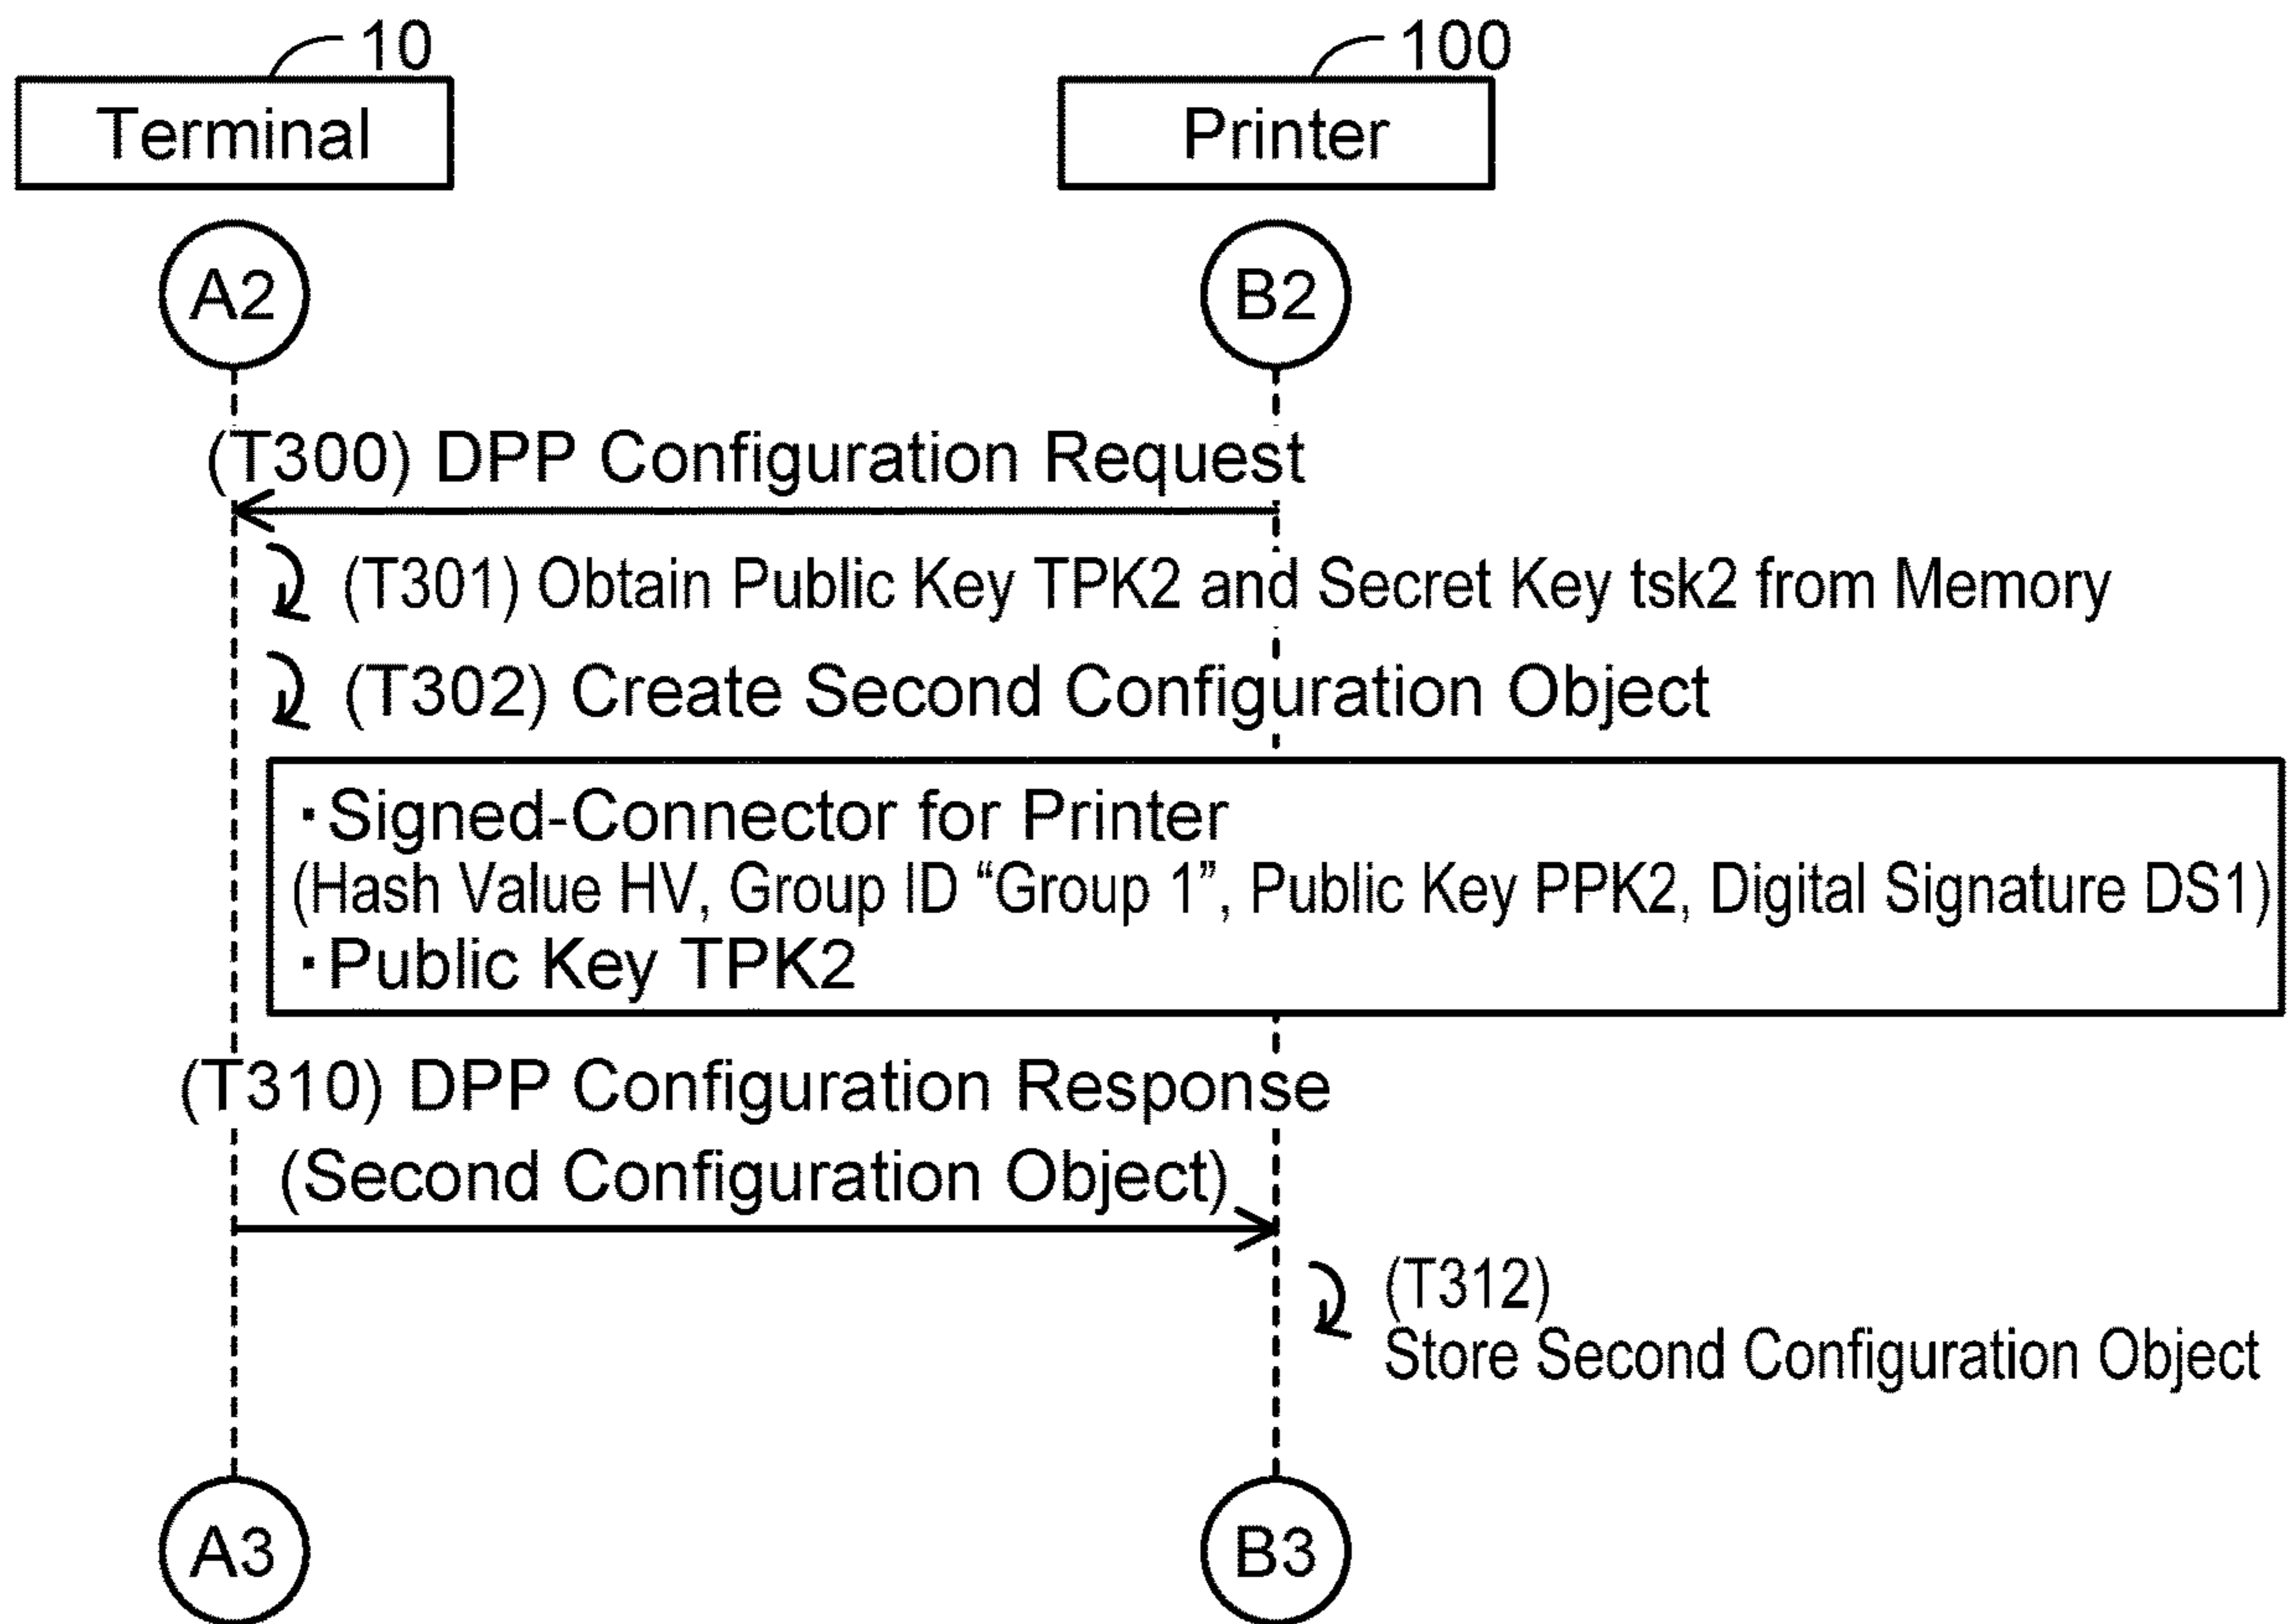 10
100
Terminal
Printer
A2
B2
(T300) DPP Configuration Request
(T301) Obtain Public Key TPK2 and Secret Key tsk2 from Memory
(T302) Create Second Configuration Object
・Signed-Connector for Printer
(Hash Value HV, Group ID “Group 1”, Public Key PPK2, Digital Signature DS1)
・Public Key TPK2
(T310) DPP Configuration Response
(Second Configuration Object)
(T312)
Store Second Configuration Object
A3
B3